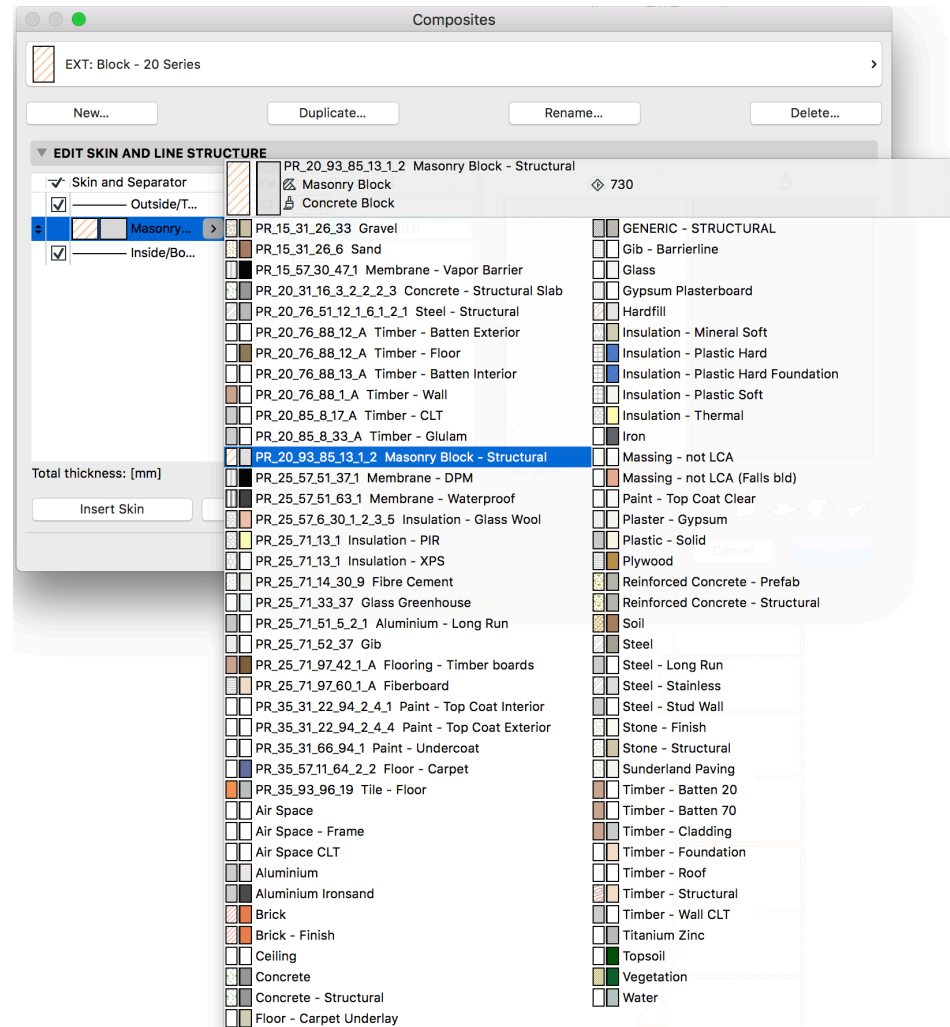 Composites
EXT: Block - 20 Series
New...
Duplicate...
Rename...
Delete...
EDIT SKIN AND LINE STRUCTURE
Skin and Separator
Outside/T...
Masonry...
Inside/Bo...
Total thickness: [mm]
Insert Skin
Cancel
PR_20_93_85_13_1_2 Masonry Block - Structural
Masonry Block
730
Concrete Block
PR_15_31_26_33 Gravel
PR_15_31_26_6 Sand
PR_15_57_30_47_1 Membrane - Vapor Barrier
PR_20_31_16_3_2_2_2_3 Concrete - Structural Slab
PR_20_76_51_12_1_6_1_2_1 Steel - Structural
PR_20_76_88_12_A Timber - Batten Exterior
PR_20_76_88_12_A Timber - Floor
PR_20_76_88_13_A Timber - Batten Interior
PR_20_76_88_1_A Timber - Wall
PR_20_85_8_17_A Timber - CLT
PR_20_85_8_33_A Timber - Glulam
PR_20_93_85_13_1_2 Masonry Block - Structural
PR_25_57_51_37_1 Membrane - DPM
PR_25_57_51_63_1 Membrane - Waterproof
PR_25_57_6_30_1_2_3_5 Insulation - Glass Wool
PR_25_71_13_1 Insulation - PIR
PR_25_71_13_1 Insulation - XPS
PR_25_71_14_30_9 Fibre Cement
PR_25_71_33_37 Glass Greenhouse
PR_25_71_51_5_2_1 Aluminium - Long Run
PR_25_71_52_37 Gib
PR_25_71_97_42_1_A Flooring - Timber boards
PR_25_71_97_60_1_A Fiberboard
PR_35_31_22_94_2_4_1 Paint - Top Coat Interior
PR_35_31_22_94_2_4_4 Paint - Top Coat Exterior
PR_35_31_66_94_1 Paint - Undercoat
PR_35_57_11_64_2_2 Floor - Carpet
PR_35_93_96_19 Tile - Floor
Air Space
Air Space - Frame
Air Space CLT
Aluminium
Aluminium Ironsand
Brick
Brick - Finish
Ceiling
Concrete
Concrete - Structural
Floor - Carpet Underlay
GENERIC - STRUCTURAL
Gib - Barrierline
Glass
Gypsum Plasterboard
Hardfill
Insulation - Mineral Soft
Insulation - Plastic Hard
Insulation - Plastic Hard Foundation
Insulation - Plastic Soft
Insulation - Thermal
Iron
Massing - not LCA
Massing - not LCA (Falls bld)
Paint - Top Coat Clear
Plaster - Gypsum
Plastic - Solid
Plywood
Reinforced Concrete - Prefab
Reinforced Concrete - Structural
Soil
Steel
Steel - Long Run
Steel - Stainless
Steel - Stud Wall
Stone - Finish
Stone - Structural
Sunderland Paving
Timber - Batten 20
Timber - Batten 70
Timber - Cladding
Timber - Foundation
Timber - Roof
Timber - Structural
Timber - Wall CLT
Titanium Zinc
Topsoil
Vegetation
Water